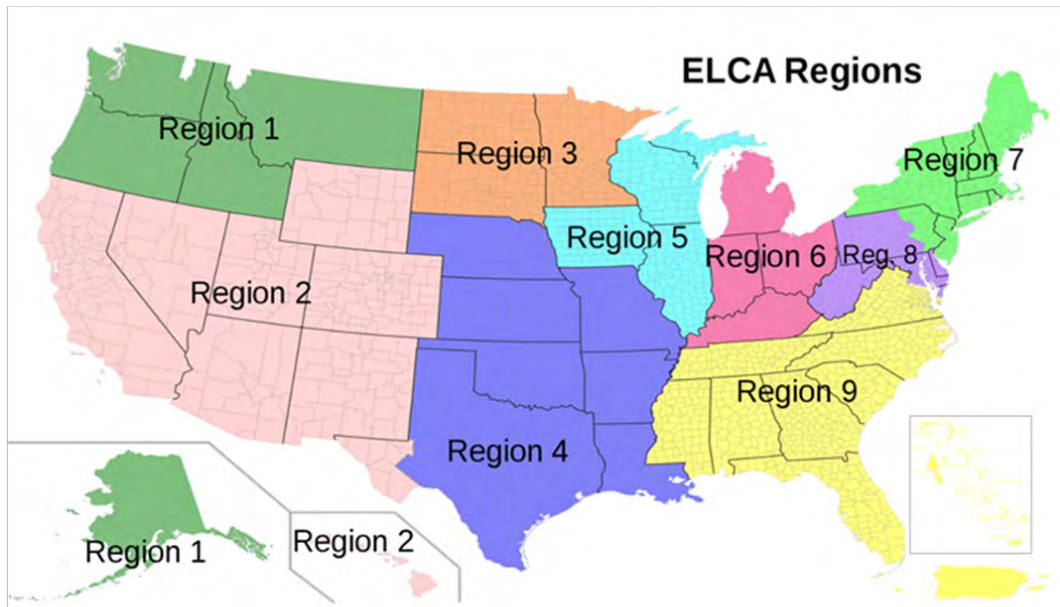 ELCA Regions
Region 1
Region 3
Region 7
Region 5
Region 6
Reg. 8
Region 2
Region 9
Region 4
Region 1
Region 2